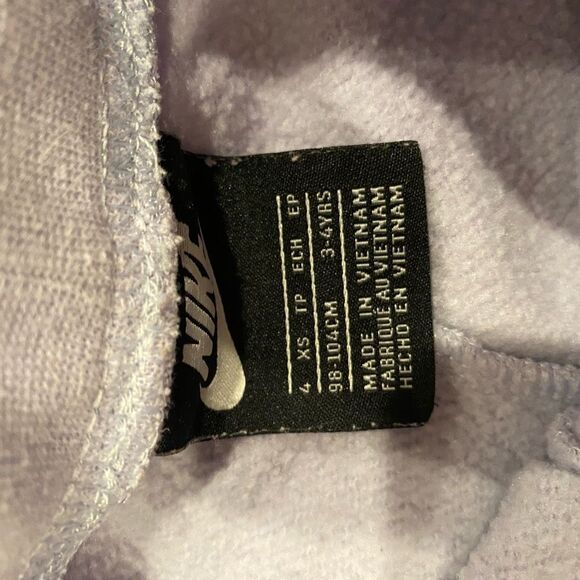 NIKE
4 XS TP ECH EP
98-104CM 3-4YRS
MADE IN VIETNAM
FABRIQUÉ AU VIETNAM
HECHO EN VIETNAM